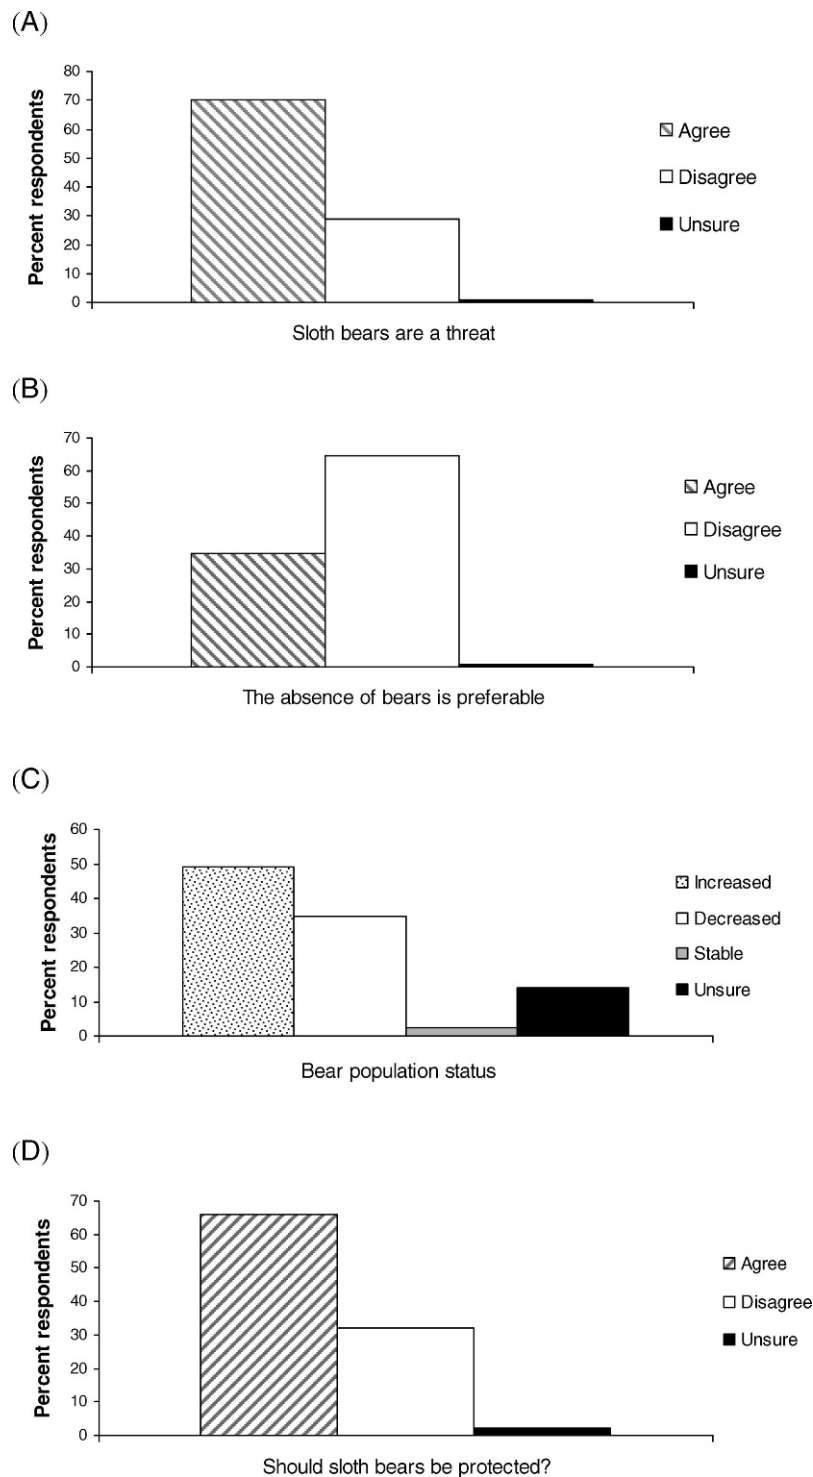 (A)
Percent respondents
80
70
60
50
40
30
20
10
0
Agree
Disagree
Unsure
Sloth bears are a threat
(B)
Percent respondents
70
60
50
40
30
20
10
0
Agree
Disagree
Unsure
The absence of bears is preferable
(C)
Percent respondents
60
50
40
30
20
10
0
Increased
Decreased
Stable
Unsure
Bear population status
(D)
Percent respondents
70
60
50
40
30
20
10
0
Agree
Disagree
Unsure
Should sloth bears be protected?